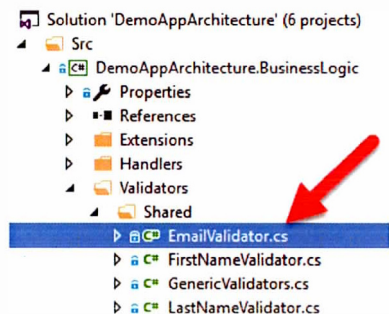 Solution 'DemoAppArchitecture' (6 projects)
Src
C# DemoAppArchitecture.BusinessLogic
Properties
References
Extensions
Handlers
Validators
Shared
C# EmailValidator.cs
C# FirstNameValidator.cs
C# GenericValidators.cs
C# LastNameValidator.cs